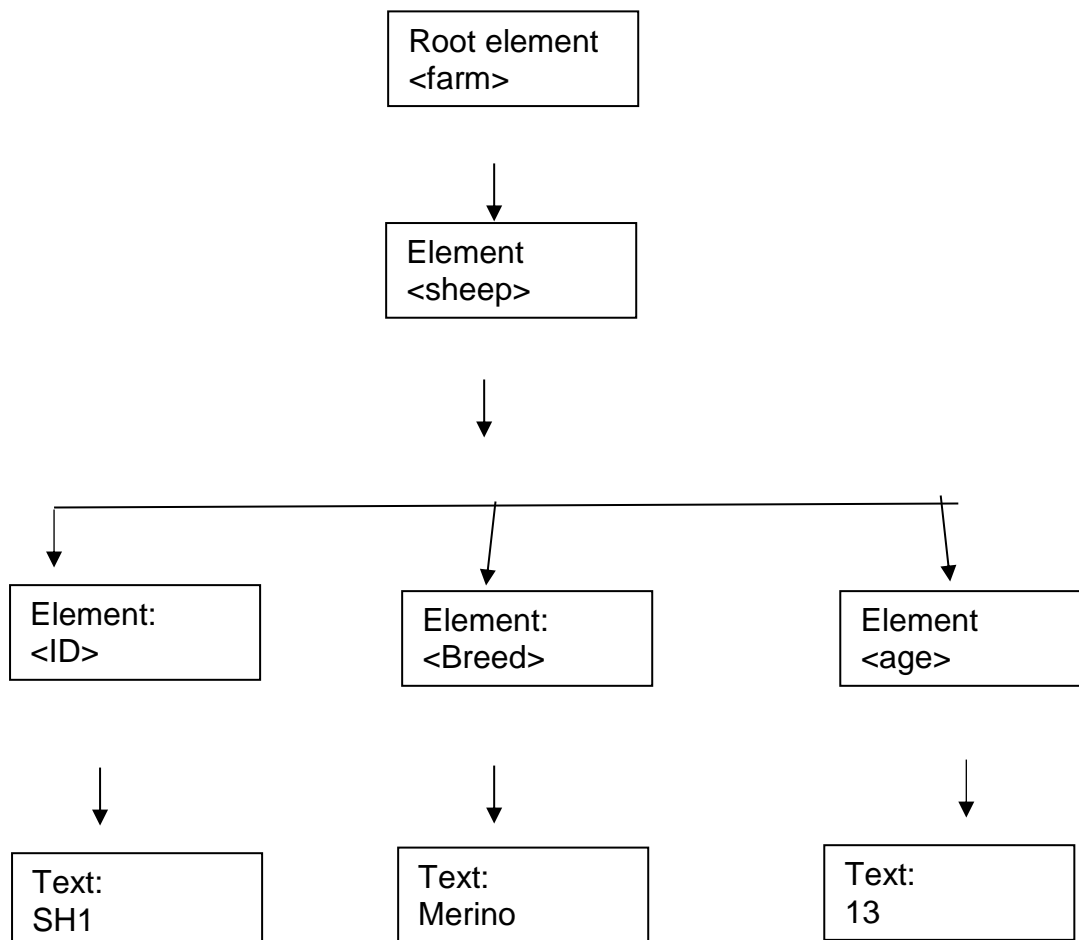 Root element
<farm>
Element
<sheep>
Element:
<ID>
Element:
<Breed>
Element
<age>
Text:
SH1
Text:
Merino
Text:
13